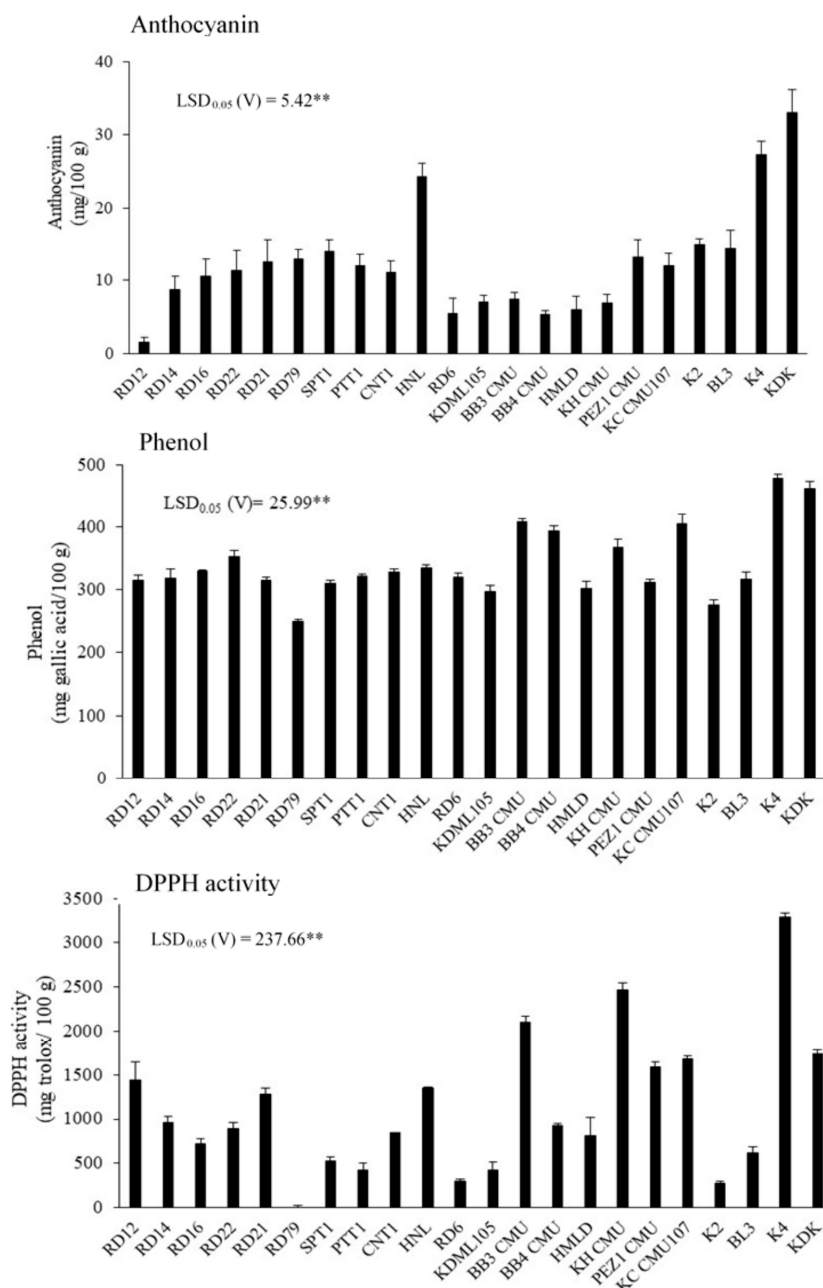 Anthocyanin
LSD0.05 (V) = 5.42**
Anthocyanin
(mg/100 g)
40
30
20
10
0
RD12 RD14 RD16 RD22 RD21 RD79 SPT1 PTT1 CNT1 HNL RD6 KDML105 BB3 CMU BB4 CMU HMLD KH CMU PEZ1 CMU KC CMU107 K2 BL3 K4 KDK
Phenol
LSD0.05 (V)= 25.99**
Phenol
(mg gallic acid/100 g)
500
400
300
200
100
0
RD12 RD14 RD16 RD22 RD21 RD79 SPT1 PTT1 CNT1 HNL RD6 KDML105 BB3 CMU BB4 CMU HMLD KH CMU PEZ1 CMU KC CMU107 K2 BL3 K4 KDK
DPPH activity
LSD0.05 (V) = 237.66**
DPPH activity
(mg trolox/ 100 g)
3500
3000
2500
2000
1500
1000
500
0
RD12 RD14 RD16 RD22 RD21 RD79 SPT1 PTT1 CNT1 HNL RD6 KDML105 BB3 CMU BB4 CMU HMLD KH CMU PEZ1 CMU KC CMU107 K2 BL3 K4 KDK